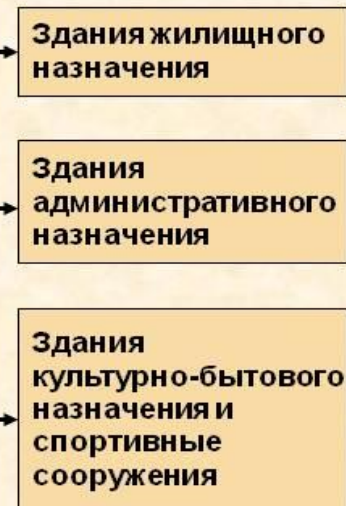 Здания жилищного
назначения
Здания
административного
назначения
Здания
культурно-бытового
назначения и
спортивные
сооружения